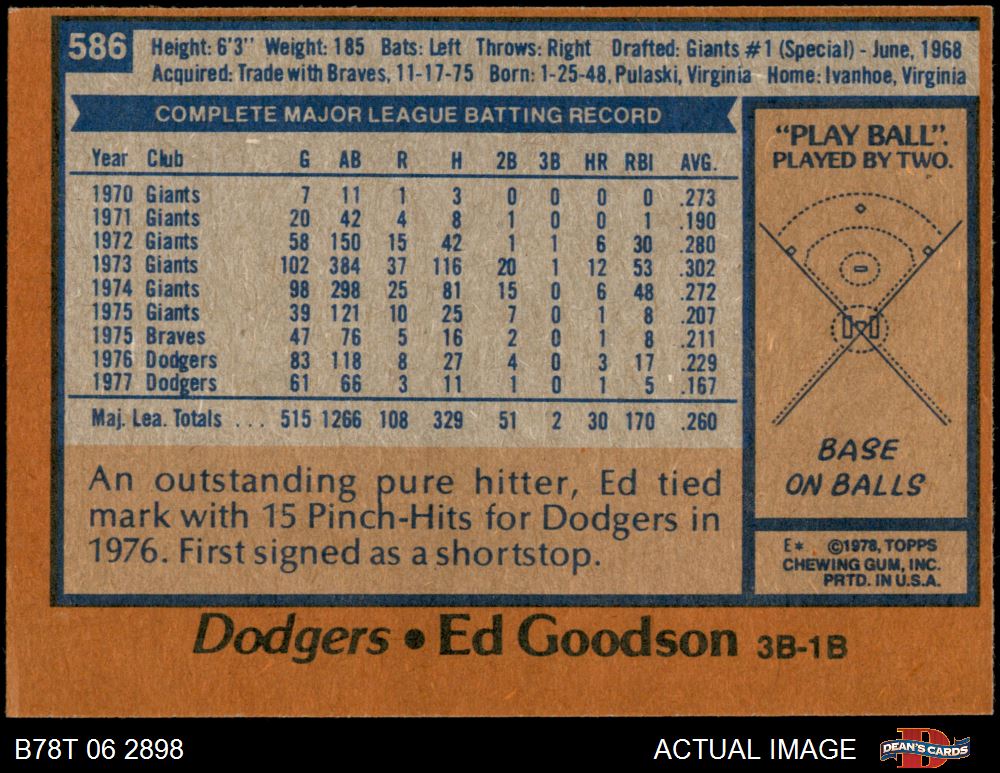 586
Height: 6'3" Weight: 185 Bats: Left Throws: Right Drafted: Giants #1 (Special) - June, 1968
Acquired: Trade with Braves, 11-17-75 Born: 1-25-48, Pulaski, Virginia Home: Ivanhoe, Virginia
COMPLETE MAJOR LEAGUE BATTING RECORD
Year Club G AB R H 2B 3B HR RBI AVG.
1970 Giants 7 11 1 3 0 0 0 0 .273
1971 Giants 20 42 4 8 1 0 0 1 .190
1972 Giants 58 150 15 42 1 1 6 30 .280
1973 Giants 102 384 37 116 20 1 12 53 .302
1974 Giants 98 298 25 81 15 0 6 48 .272
1975 Giants 39 121 10 25 7 0 1 8 .207
1975 Braves 47 76 5 16 2 0 1 8 .211
1976 Dodgers 83 118 8 27 4 0 3 17 .229
1977 Dodgers 61 66 3 11 1 0 1 5 .167
Maj. Lea. Totals . . . 515 1266 108 329 51 2 30 170 .260
An outstanding pure hitter, Ed tied
mark with 15 Pinch-Hits for Dodgers in
1976. First signed as a shortstop.
"PLAY BALL".
PLAYED BY TWO.
BASE
ON BALLS
E* ©1978, TOPPS
CHEWING GUM, INC.
PRTD. IN U.S.A.
Dodgers • Ed Goodson 3B-1B
B78T 06 2898
ACTUAL IMAGE
DEAN'S CARDS